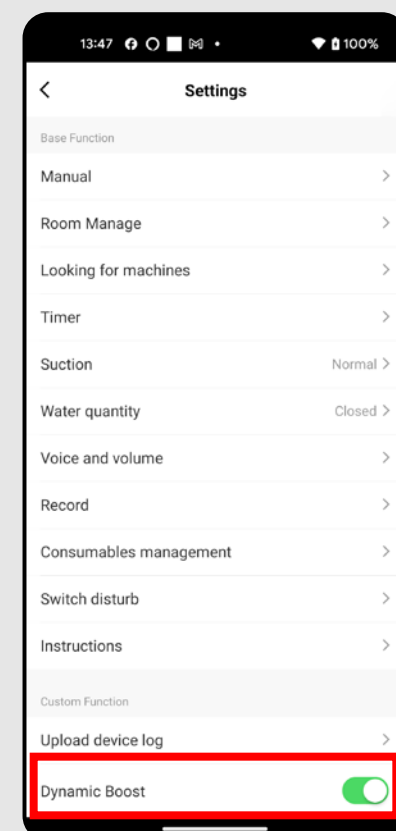 13:47 100%
Settings
Base Function
Manual
Room Manage
Looking for machines
Timer
Suction Normal
Water quantity Closed
Voice and volume
Record
Consumables management
Switch disturb
Instructions
Custom Function
Upload device log
Dynamic Boost